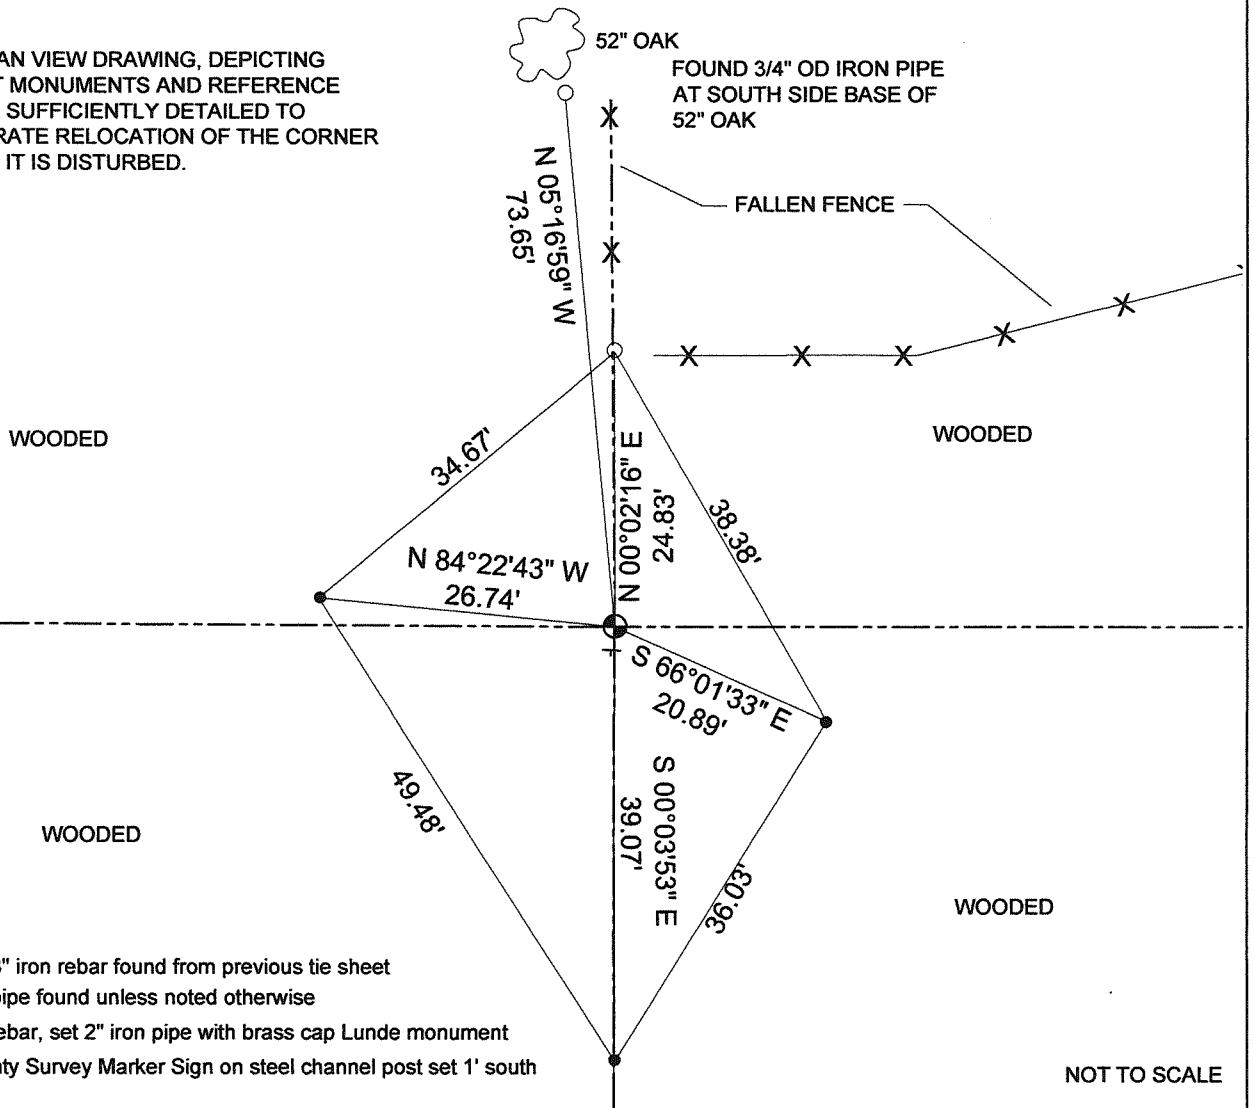 52" OAK
AN VIEW DRAWING, DEPICTING
T MONUMENTS AND REFERENCE
SUFFICIENTLY DETAILED TO
RATE RELOCATION OF THE CORNER
IT IS DISTURBED.
FOUND 3/4" OD IRON PIPE
AT SOUTH SIDE BASE OF
52" OAK
X
N 05°16'59" W
73.65'
FALLEN FENCE
X
X X X X X
WOODED
WOODED
34.67'
N 00°02'16" E
24.83'
38.38'
N 84°22'43" W
26.74'
S 66°01'33" E
20.89'
49.48'
S 00°03'53" E
39.07'
36.03'
WOODED
WOODED
" iron rebar found from previous tie sheet
pipe found unless noted otherwise
ebar, set 2" iron pipe with brass cap Lunde monument
nty Survey Marker Sign on steel channel post set 1' south
NOT TO SCALE